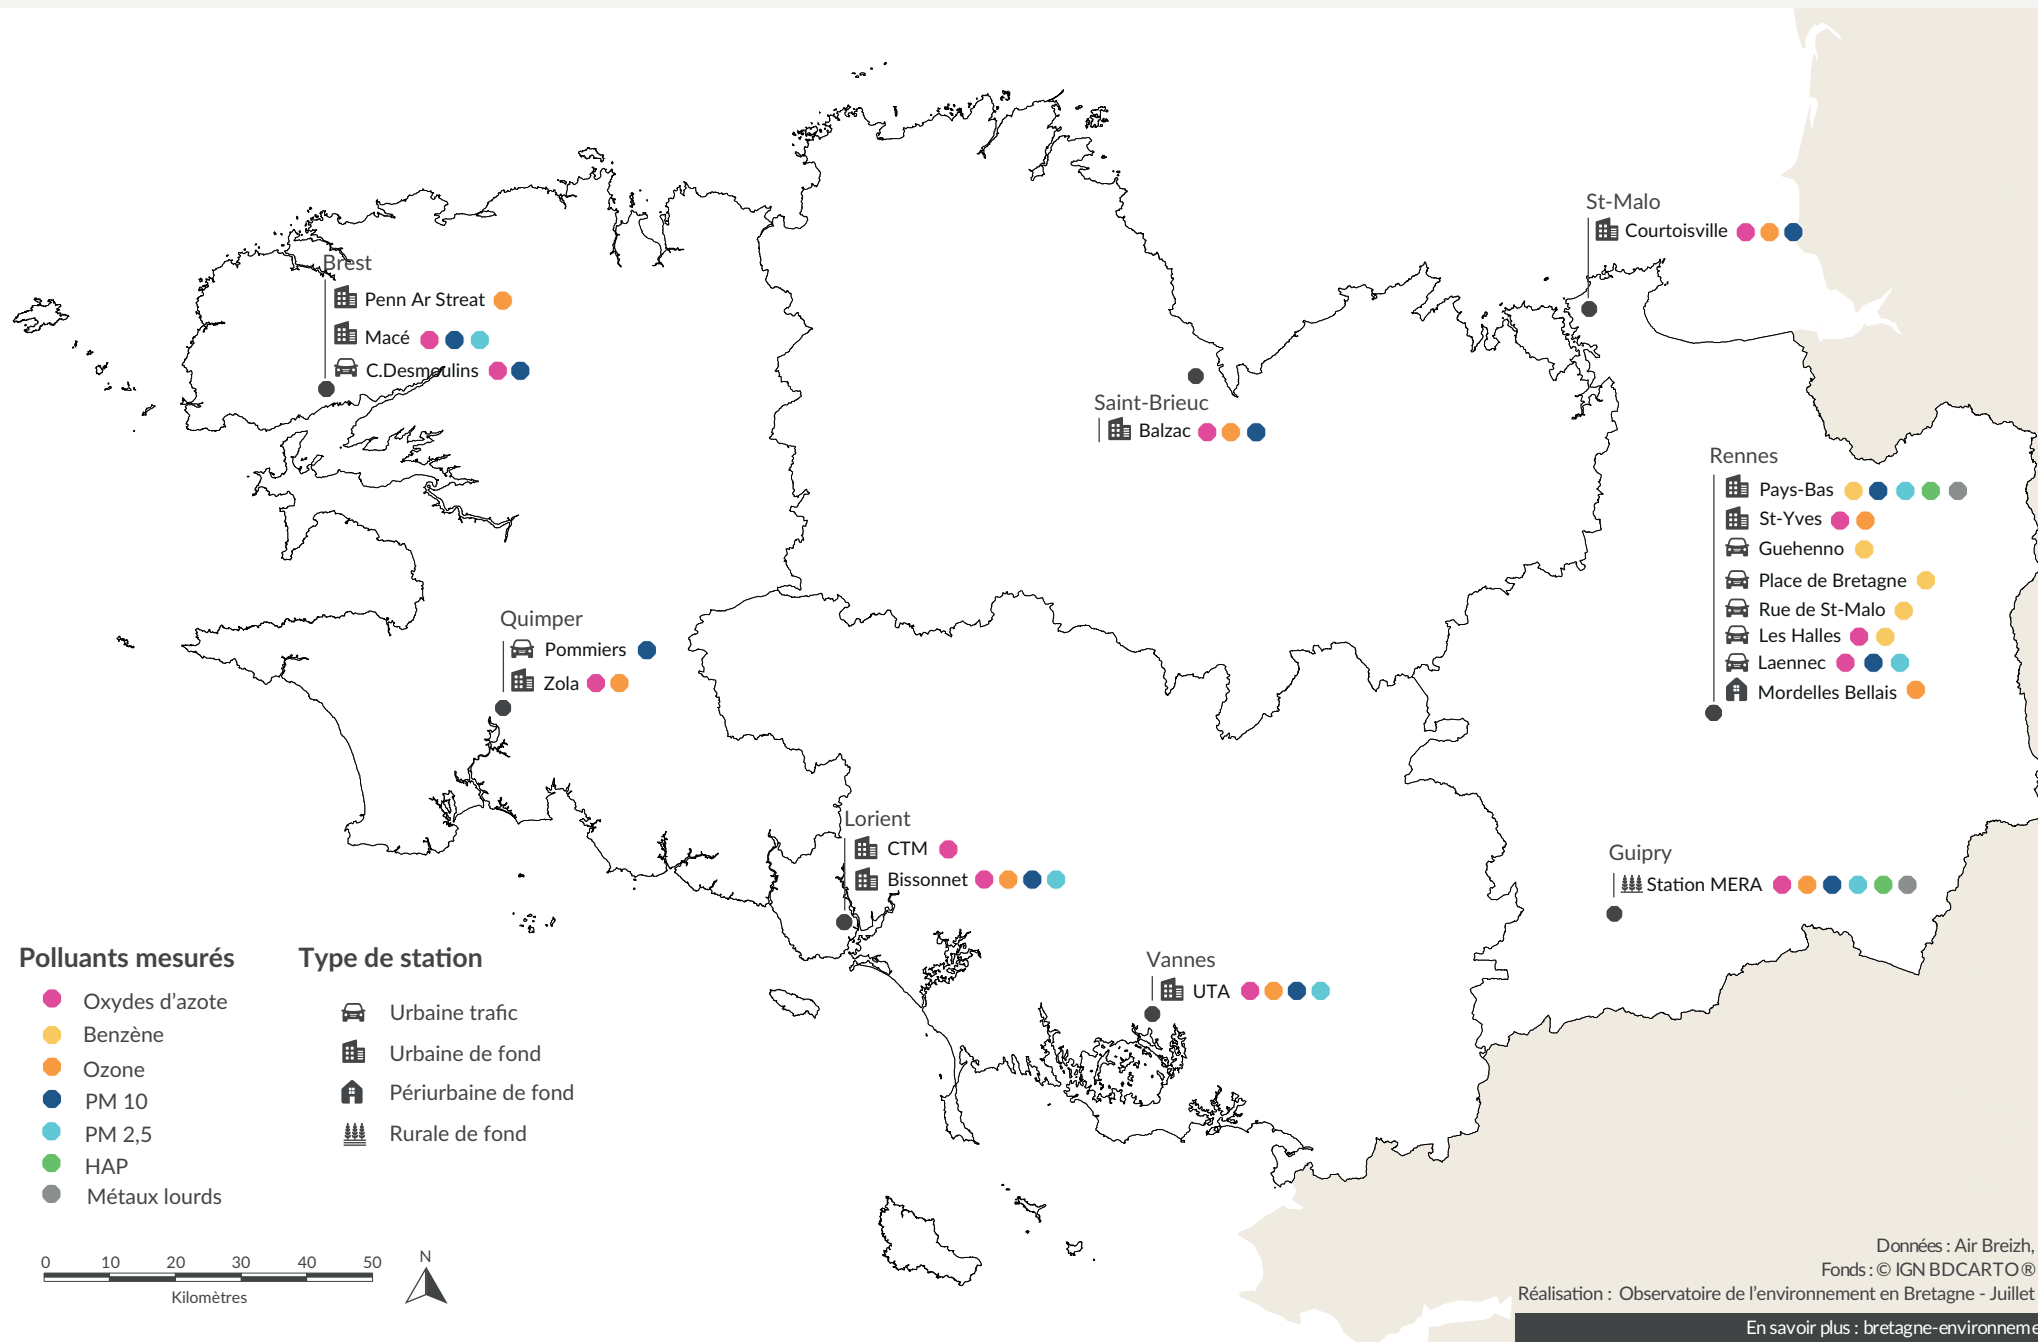 St-Malo
Courtoisville
Brest
Penn Ar Streat
Macé
C.Desmoulins
Saint-Brieuc
Balzac
Rennes
Pays-Bas
St-Yves
Guehenno
Place de Bretagne
Rue de St-Malo
Les Halles
Laennec
Mordelles Bellais
Quimper
Pommiers
Zola
Lorient
CTM
Bissonnet
Guipry
Station MERA
Vannes
UTA
Polluants mesurés
Oxydes d'azote
Benzène
Ozone
PM 10
PM 2,5
HAP
Métaux lourds
Type de station
Urbaine trafic
Urbaine de fond
Périurbaine de fond
Rurale de fond
0 10 20 30 40 50
Kilomètres
N
Données : Air Breizh,
Fonds : © IGN BDCARTO®
Réalisation : Observatoire de l'environnement en Bretagne - Juillet
En savoir plus : bretagne-environneme